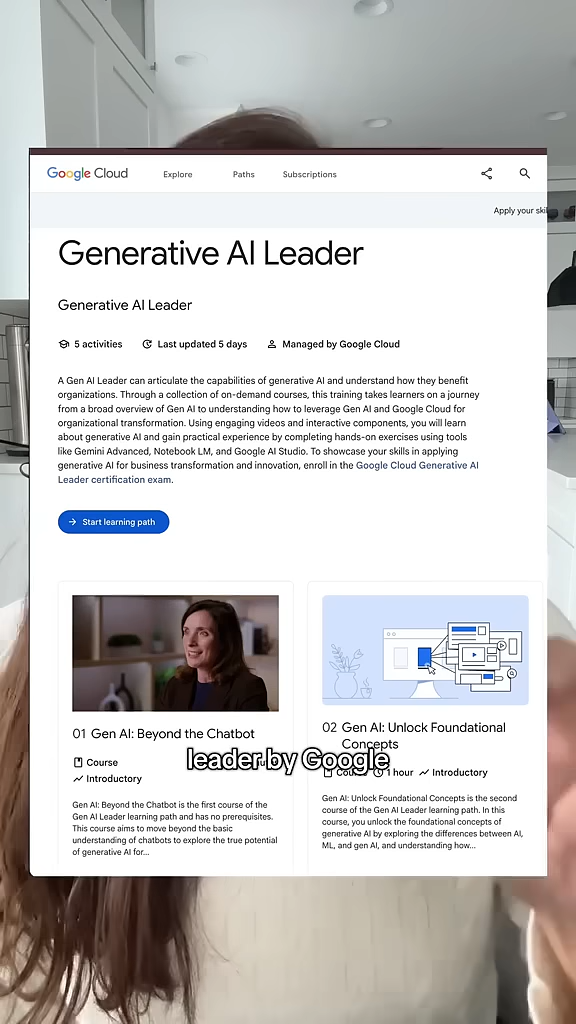 Google Cloud
Explore
Paths
Subscriptions
Apply your skil
Generative AI Leader
Generative AI Leader
5 activities
Last updated 5 days
Managed by Google Cloud
A Gen AI Leader can articulate the capabilities of generative AI and understand how they benefit
organizations. Through a collection of on-demand courses, this training takes learners on a journey
from a broad overview of Gen AI to understanding how to leverage Gen AI and Google Cloud for
organizational transformation. Using engaging videos and interactive components, you will learn
about generative AI and gain practical experience by completing hands-on exercises using tools
like Gemini Advanced, Notebook LM, and Google AI Studio. To showcase your skills in applying
generative AI for business transformation and innovation, enroll in the Google Cloud Generative AI
Leader certification exam.
Start learning path
01 Gen AI: Beyond the Chatbot
Course
Introductory
Gen AI: Beyond the Chatbot is the first course of the
Gen AI Leader learning path and has no prerequisites.
This course aims to move beyond the basic
understanding of chatbots to explore the true potential
of generative AI for...
02 Gen AI: Unlock Foundational
Concepts
Course
1 hour
Introductory
Gen AI: Unlock Foundational Concepts is the second
course of the Gen AI Leader learning path. In this
course, you unlock the foundational concepts of
generative AI by exploring the differences between AI,
ML, and gen AI, and understanding how...
leader by Google